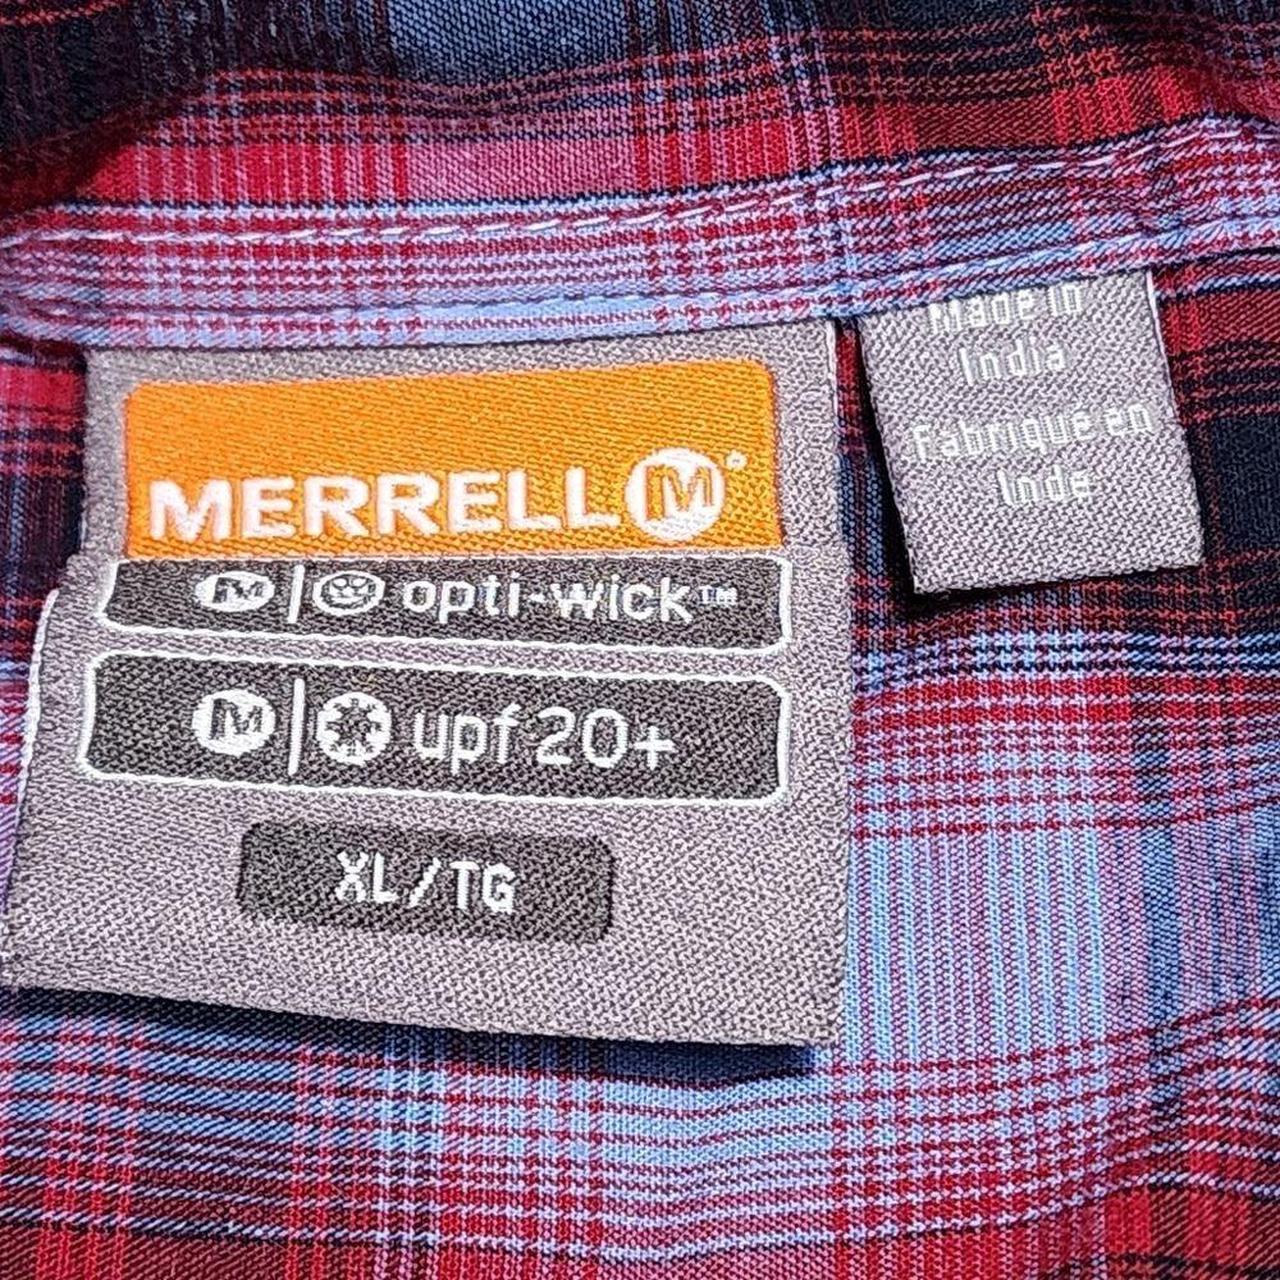 MERRELL M®
M | opti-wick™
M | upf 20+
XL/TG
Made in
India
Fabriqué en
Inde